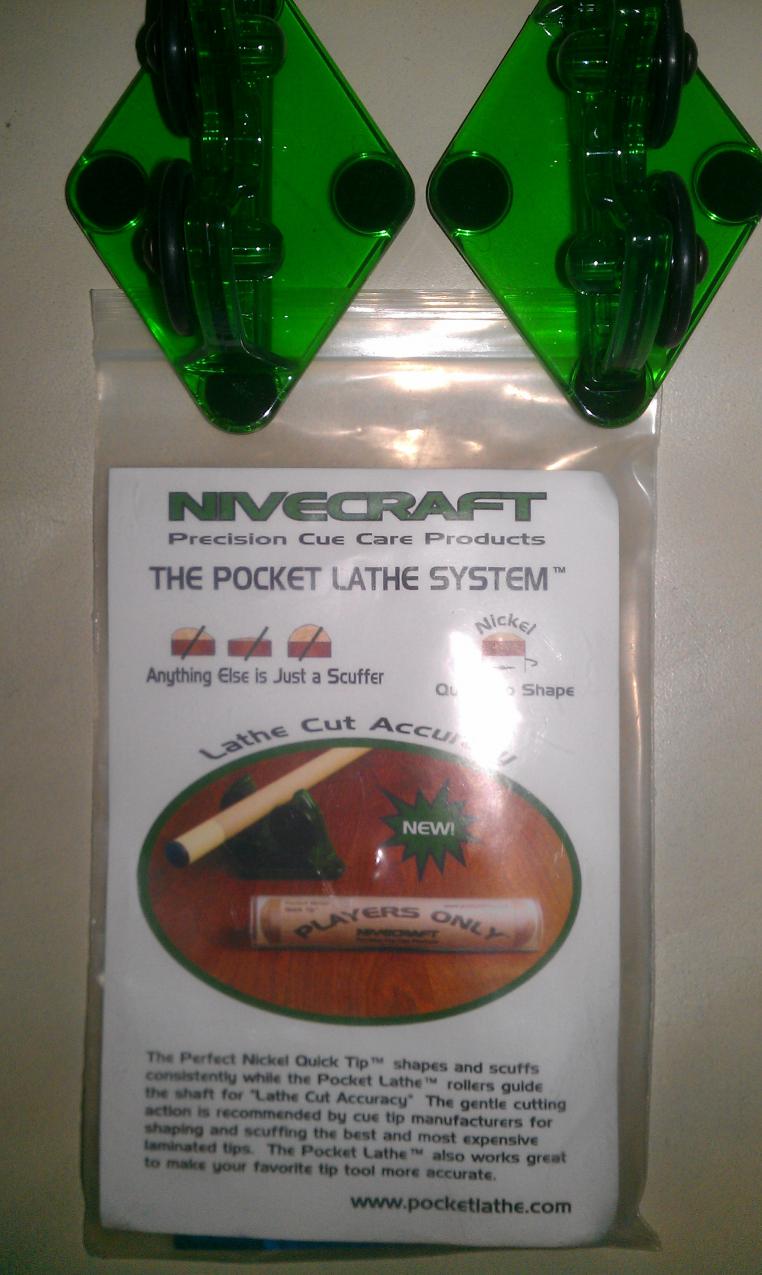 NIVECRAFT
Precision Cue Care Products
THE POCKET LATHE SYSTEM™
Nickel
Anything Else is Just a Scuffer
Shape
Lathe Cut
NEW!
PLAYERS ONLY
NIVECRAFT
The Perfect Nickel Quick Tip™ shapes and scuffs
consistently while the Pocket Lathe™ rollers guide
the shaft for "Lathe Cut Accuracy" The gentle cutting
action is recommended by cue tip manufacturers for
shaping and scuffing the best and most expensive
laminated tips. The Pocket Lathe™ also works great
to make your favorite tip tool more accurate.
www.pocketlathe.com